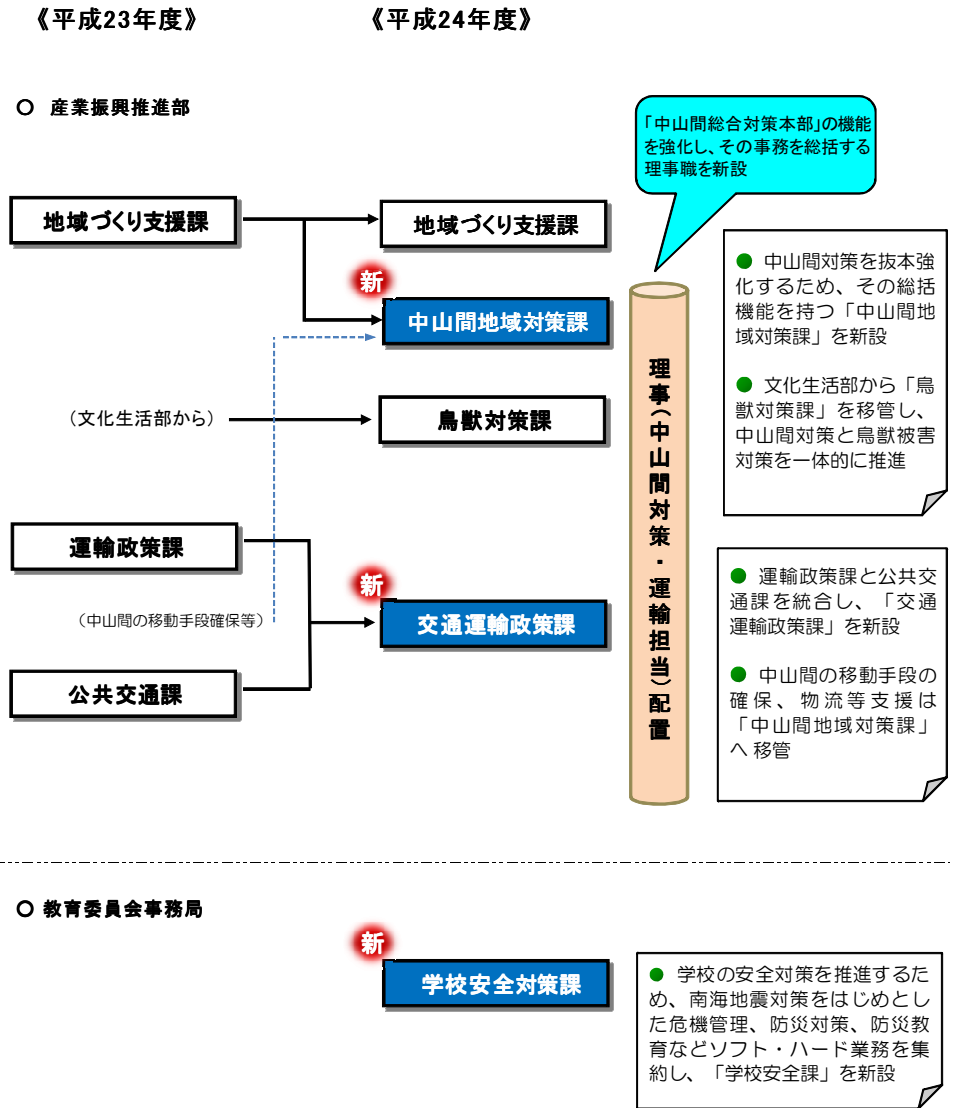 《平成23年度》
《平成24年度》
○ 産業振興推進部
「中山間総合対策本部」の機能
を強化し、その事務を総括する
理事職を新設
地域づくり支援課
地域づくり支援課
新
中山間地域対策課
（文化生活部から）
鳥獣対策課
運輸政策課
（中山間の移動手段確保等）
新
交通運輸政策課
公共交通課
理事（中山間対策・運輸担当）配置
● 中山間対策を抜本強
化するため、その総括
機能を持つ「中山間地
域対策課」を新設
● 文化生活部から「鳥
獣対策課」を移管し、
中山間対策と鳥獣被害
対策を一体的に推進
● 運輸政策課と公共交
通課を統合し、「交通
運輸政策課」を新設
● 中山間の移動手段の
確保、物流等支援は
「中山間地域対策課」
へ移管
○ 教育委員会事務局
新
学校安全対策課
● 学校の安全対策を推進するた
め、南海地震対策をはじめとし
た危機管理、防災対策、防災教
育などソフト・ハード業務を集
約し、「学校安全課」を新設